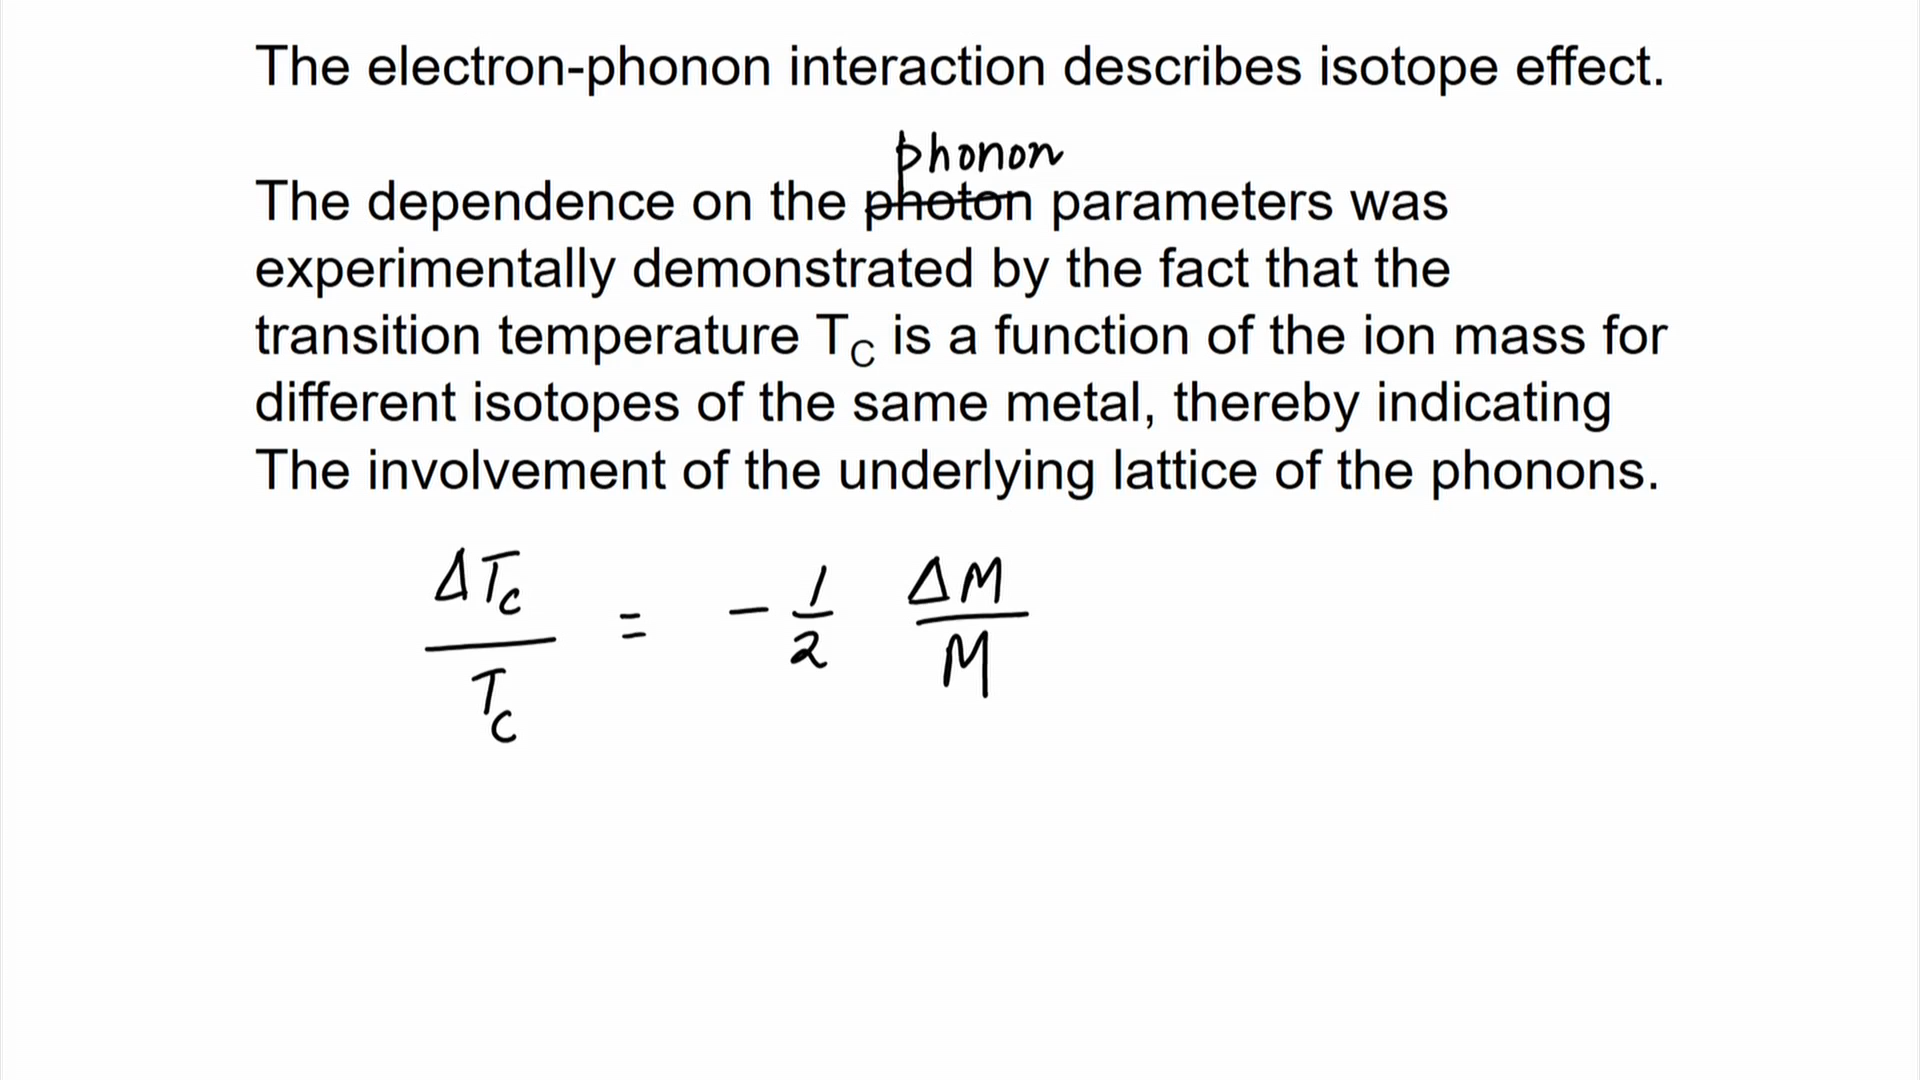 The electron-phonon interaction describes isotope effect.
phonon
The dependence on the photon parameters was
experimentally demonstrated by the fact that the
transition temperature T_C is a function of the ion mass for
different isotopes of the same metal, thereby indicating
The involvement of the underlying lattice of the phonons.
ΔT_c / T_c = - 1/2 ΔM / M